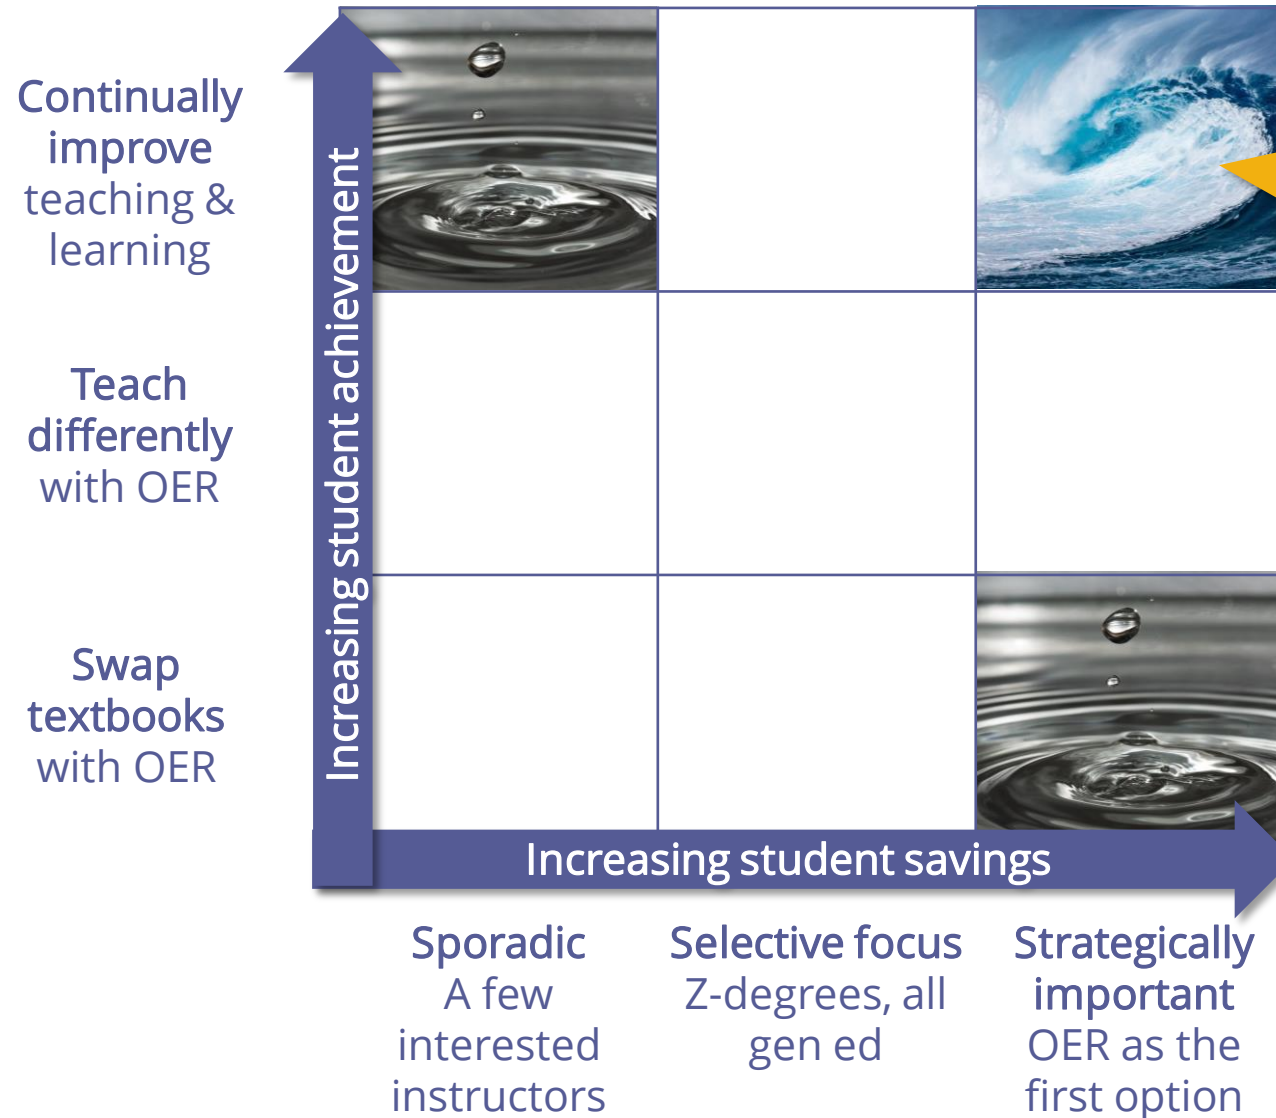 Continually
improve
teaching &
learning
Teach
differently
with OER
Swap
textbooks
with OER
Increasing student achievement
Increasing student savings
Sporadic
A few
interested
instructors
Selective focus
Z-degrees, all
gen ed
Strategically
important
OER as the
first option